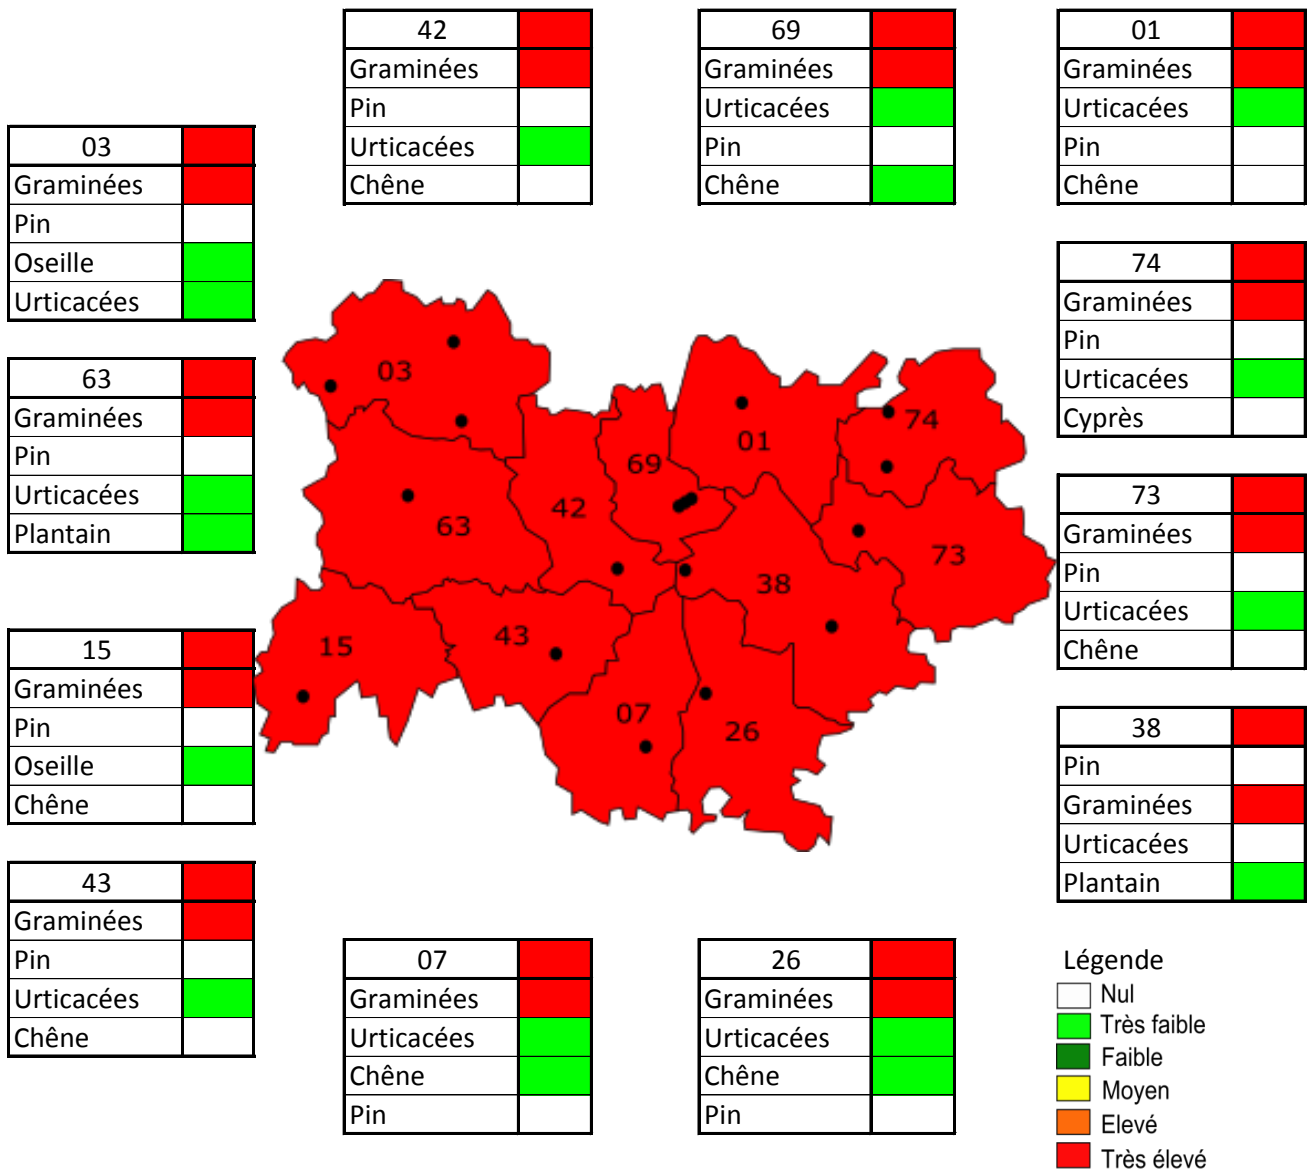 42
Graminées
Pin
Urticacées
Chêne
69
Graminées
Urticacées
Pin
Chêne
01
Graminées
Urticacées
Pin
Chêne
03
Graminées
Pin
Oseille
Urticacées
74
Graminées
Pin
Urticacées
Cyprès
63
Graminées
Pin
Urticacées
Plantain
73
Graminées
Pin
Urticacées
Chêne
15
Graminées
Pin
Oseille
Chêne
38
Pin
Graminées
Urticacées
Plantain
43
Graminées
Pin
Urticacées
Chêne
07
Graminées
Urticacées
Chêne
Pin
26
Graminées
Urticacées
Chêne
Pin
03
74
01
69
42
63
73
38
43
15
07
26
Légende
Nul
Très faible
Faible
Moyen
Elevé
Très élevé